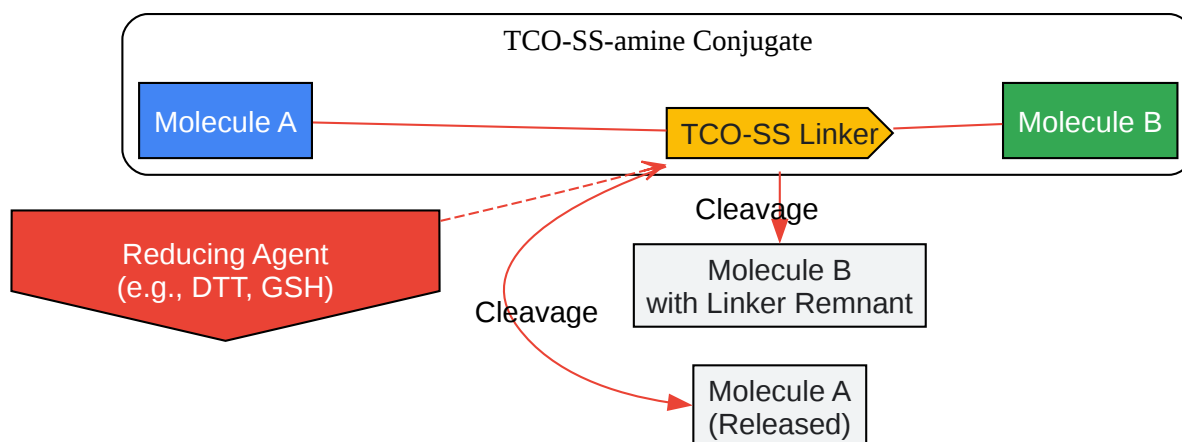 TCO-SS-amine Conjugate
Molecule A
TCO-SS Linker
Molecule B
Cleavage
Reducing Agent
(e.g., DTT, GSH)
Molecule B
with Linker Remnant
Cleavage
Molecule A
(Released)